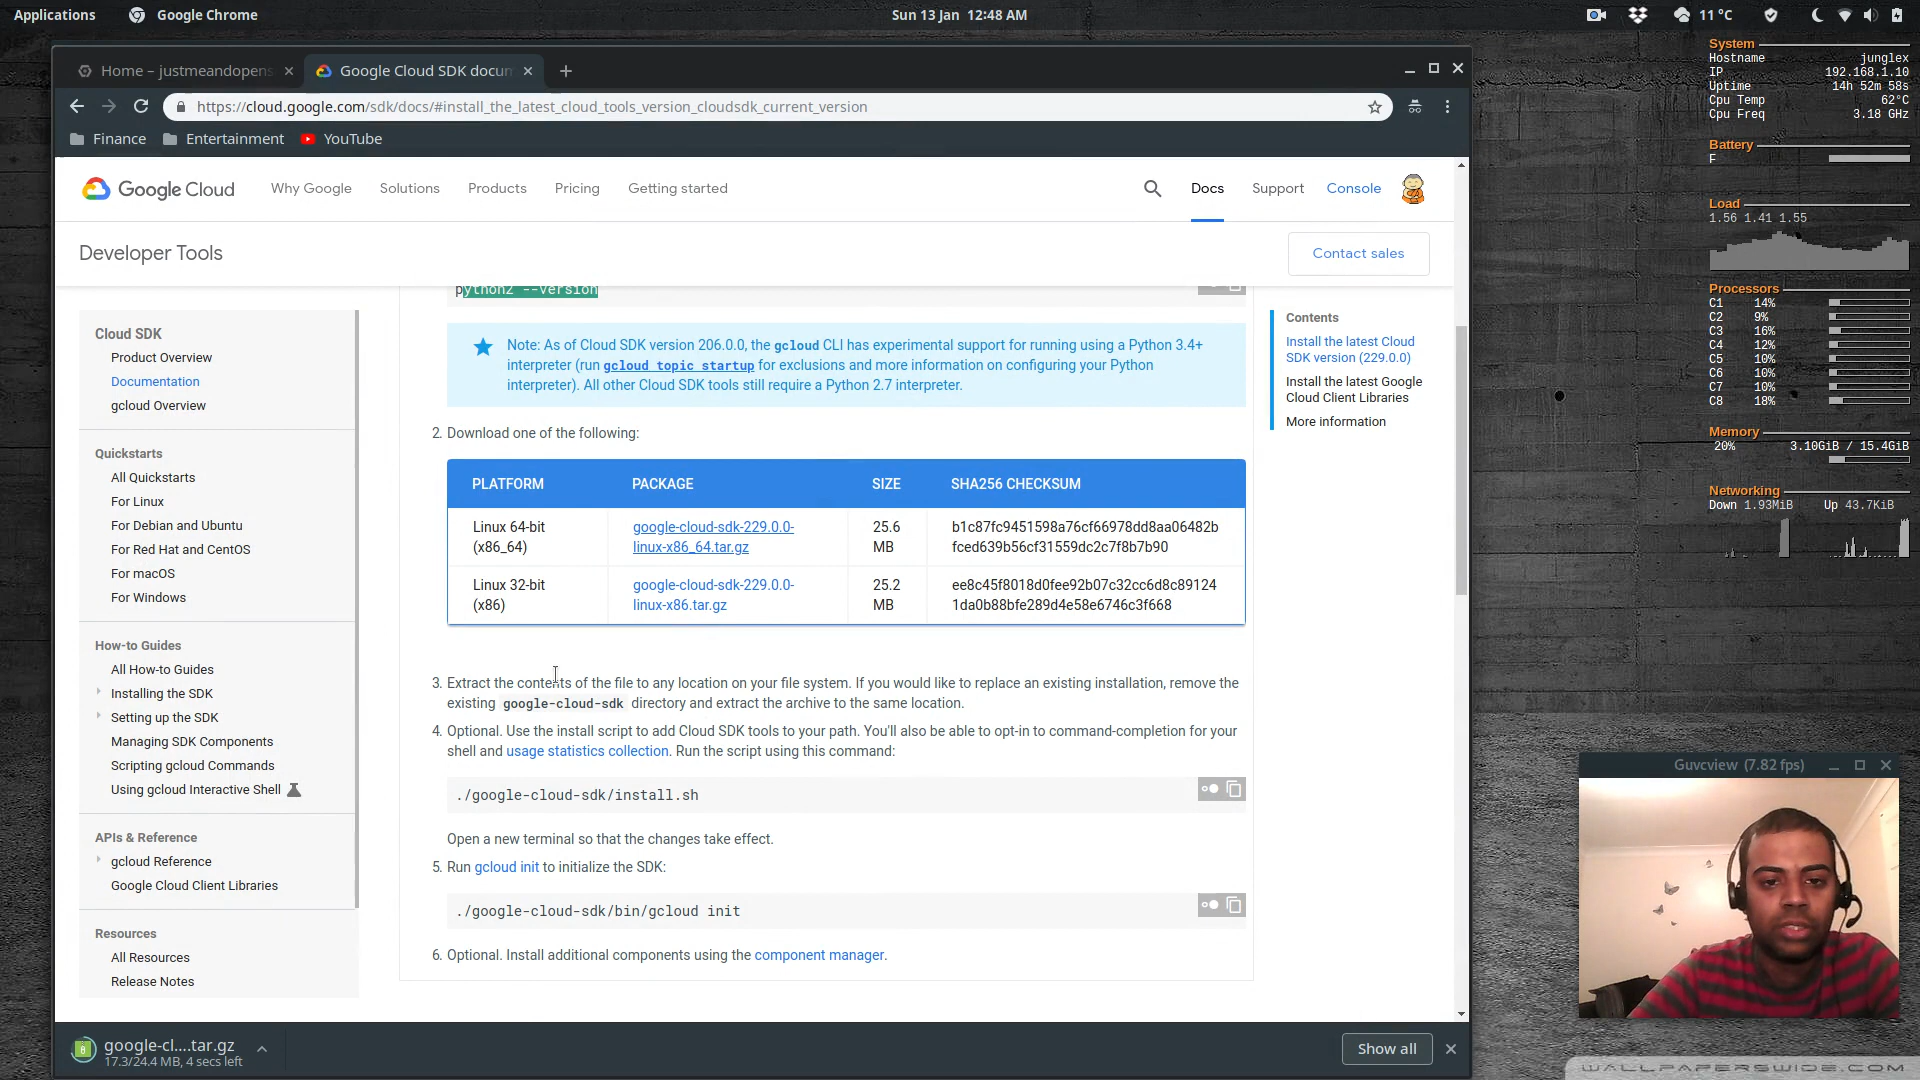 Applications Google Chrome Sun 13 Jan 12:48 AM 11 °C
Home – justmeandopens Google Cloud SDK docum
https://cloud.google.com/sdk/docs/#install_the_latest_cloud_tools_version_cloudsdk_current_version
Finance Entertainment YouTube
Google Cloud Why Google Solutions Products Pricing Getting started Docs Support Console
Developer Tools Contact sales
Cloud SDK
Product Overview
Documentation
gcloud Overview
Quickstarts
All Quickstarts
For Linux
For Debian and Ubuntu
For Red Hat and CentOS
For macOS
For Windows
How-to Guides
All How-to Guides
Installing the SDK
Setting up the SDK
Managing SDK Components
Scripting gcloud Commands
Using gcloud Interactive Shell
APIs & Reference
gcloud Reference
Google Cloud Client Libraries
Resources
All Resources
Release Notes
python2 --version
Note: As of Cloud SDK version 206.0.0, the gcloud CLI has experimental support for running using a Python 3.4+
interpreter (run gcloud topic startup for exclusions and more information on configuring your Python
interpreter). All other Cloud SDK tools still require a Python 2.7 interpreter.
2. Download one of the following:
PLATFORM PACKAGE SIZE SHA256 CHECKSUM
Linux 64-bit google-cloud-sdk-229.0.0- 25.6 b1c87fc9451598a76cf66978dd8aa06482b
(x86_64) linux-x86_64.tar.gz MB fced639b56cf31559dc2c7f8b7b90
Linux 32-bit google-cloud-sdk-229.0.0- 25.2 ee8c45f8018d0fee92b07c32cc6d8c89124
(x86) linux-x86.tar.gz MB 1da0b88bfe289d4e58e6746c3f668
3. Extract the contents of the file to any location on your file system. If you would like to replace an existing installation, remove the
existing google-cloud-sdk directory and extract the archive to the same location.
4. Optional. Use the install script to add Cloud SDK tools to your path. You'll also be able to opt-in to command-completion for your
shell and usage statistics collection. Run the script using this command:
./google-cloud-sdk/install.sh
Open a new terminal so that the changes take effect.
5. Run gcloud init to initialize the SDK:
./google-cloud-sdk/bin/gcloud init
6. Optional. Install additional components using the component manager.
Contents
Install the latest Cloud
SDK version (229.0.0)
Install the latest Google
Cloud Client Libraries
More information
google-cl....tar.gz
17.3/24.4 MB, 4 secs left
Show all
System
Hostname junglex
IP 192.168.1.10
Uptime 14h 52m 58s
Cpu Temp 62°C
Cpu Freq 3.18 GHz
Battery
F
Load
1.56 1.41 1.55
Processors
C1 14%
C2 9%
C3 16%
C4 12%
C5 10%
C6 10%
C7 10%
C8 18%
Memory
20% 3.10GiB / 15.4GiB
Networking
Down 1.93MiB Up 43.7KiB
Guvcview (7.82 fps)
WALLPAPERSWIDE.COM